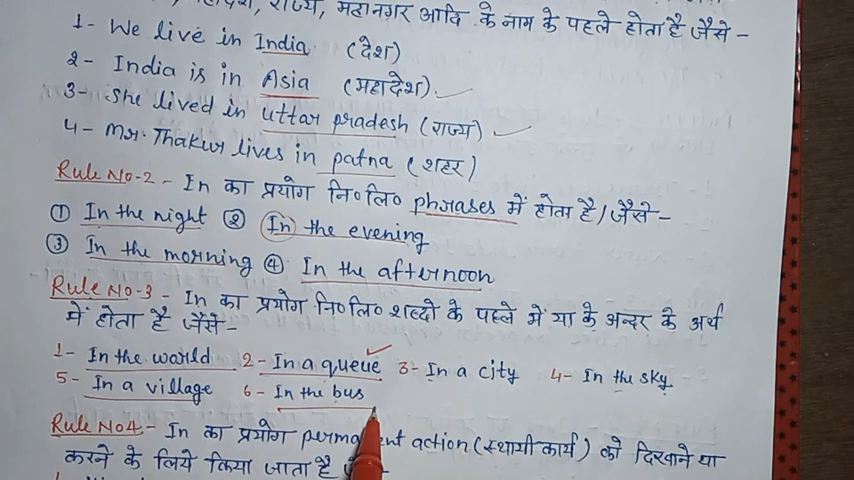 महादेश, राज्य, महानगर आदि के नाम के पहले होता है जैसे -
1- We live in India (देश)
2- India is in Asia (महादेश)
3- She lived in uttar pradesh (राज्य)
4- Mr. Thakur lives in patna (शहर)
Rule No-2 - In का प्रयोग नि०लि० phrases में होता है / जैसे-
① In the night ② In the evening
③ In the morning ④ In the afternoon
Rule No-3 - In का प्रयोग नि०लि० शब्दो के पहले में या के अन्दर के अर्थ
में होता है जैसे-
1- In the world 2- In a queue 3- In a city 4- In the sky
5- In a village 6- In the bus
Rule No4- In का प्रयोग permanent action (स्थायी कार्य) को दिखाने या
करने के लिये किया जाता है